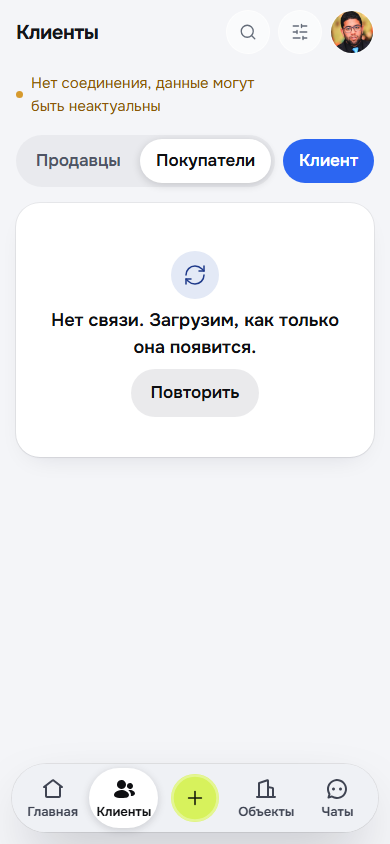 Клиенты
Нет соединения, данные могут
быть неактуальны
Продавцы
Покупатели
Клиент
Нет связи. Загрузим, как только
она появится.
Повторить
Главная
Клиенты
Объекты
Чаты